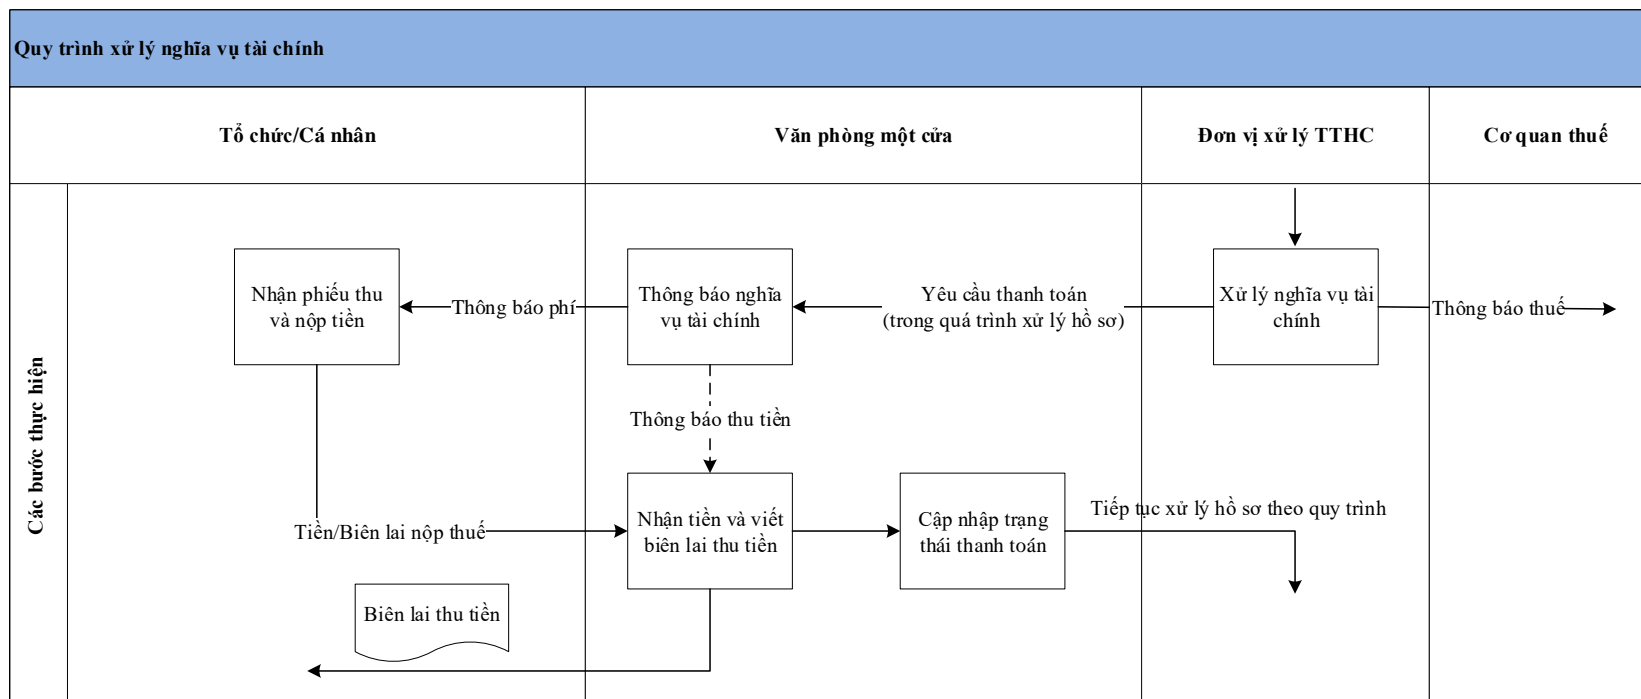 Quy trình xử lý nghĩa vụ tài chính
Tổ chức/Cá nhân
Văn phòng một cửa
Đơn vị xử lý TTHC
Cơ quan thuế
Các bước thực hiện
Nhận phiếu thu
và nộp tiền
Thông báo phí
Thông báo nghĩa
vụ tài chính
Yêu cầu thanh toán
(trong quá trình xử lý hồ sơ)
Xử lý nghĩa vụ tài
chính
Thông báo thuế
Thông báo thu tiền
Tiền/Biên lai nộp thuế
Nhận tiền và viết
biên lai thu tiền
Cập nhập trạng
thái thanh toán
Tiếp tục xử lý hồ sơ theo quy trình
Biên lai thu tiền